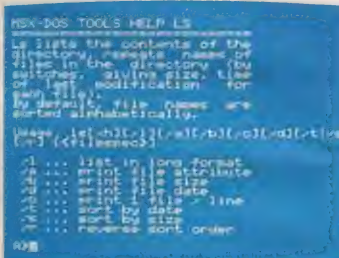 MSX-DOS TOOLS HELP LS
Ls lists the contents of the
directory, repeats names of
files in the directory (by
switches, giving size, time
of last modification for
each file).
By default, file names are
sorted alphabetically.
Usage
... list in long format
... print file attribute
... print file size
... print file date
... print 1 file / line
... sort by date
... sort by size
... reverse sort order
A>